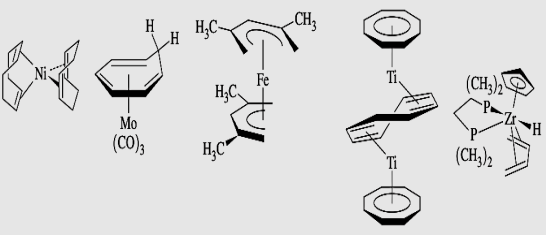 Ni
H
H
Mo
(CO)3
H3C
CH3
Fe
H3C
H3C
Ti
Ti
(CH3)2
P
Zr
H
P
(CH3)2